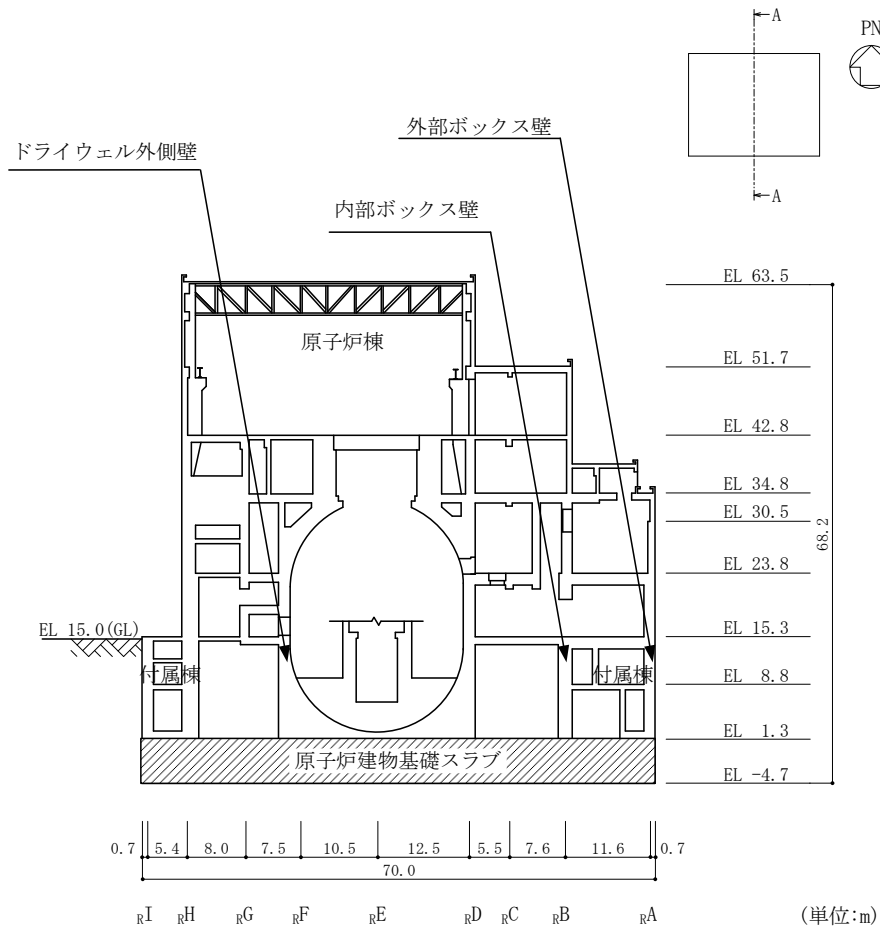 A
PN
A
外部ボックス壁
ドライウェル外側壁
内部ボックス壁
EL 63.5
原子炉棟
EL 51.7
EL 42.8
EL 34.8
EL 30.5
68.2
EL 23.8
EL 15.0(GL)
EL 15.3
付属棟
付属棟
EL 8.8
EL 1.3
原子炉建物基礎スラブ
EL -4.7
0.7 5.4 8.0 7.5 10.5 12.5 5.5 7.6 11.6 0.7
70.0
RI RH RG RF RE RD RC RB RA
(単位:m)